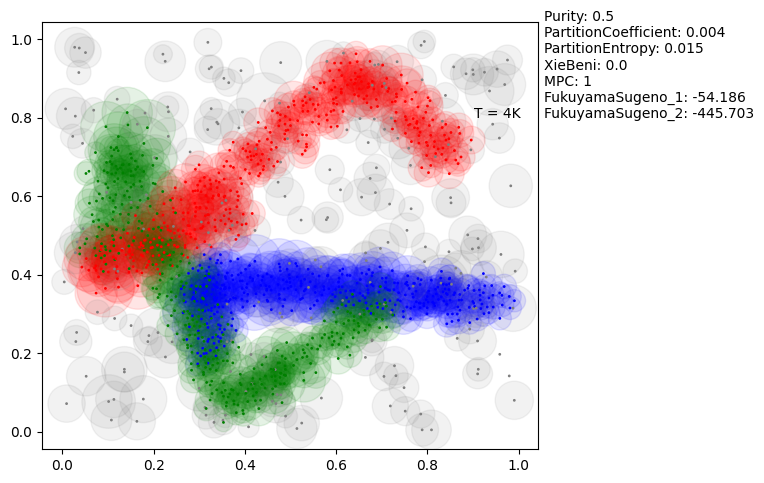 Purity: 0.5
PartitionCoefficient: 0.004
PartitionEntropy: 0.015
XieBeni: 0.0
MPC: 1
FukuyamaSugeno_1: -54.186
FukuyamaSugeno_2: -445.703
T = 4K
1.0
0.8
0.6
0.4
0.2
0.0
0.0 0.2 0.4 0.6 0.8 1.0